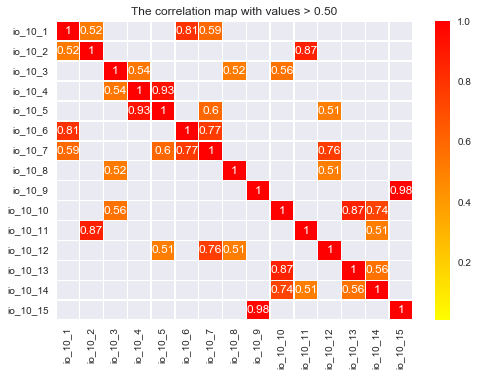 The correlation map with values > 0.50
io_10_1 1 0.52 0.81 0.59
io_10_2 0.52 1 0.87
io_10_3 1 0.54 0.52 0.56
io_10_4 0.54 1 0.93
io_10_5 0.93 1 0.6 0.51
io_10_6 0.81 1 0.77
io_10_7 0.59 0.6 0.77 1 0.76
io_10_8 0.52 1 0.51
io_10_9 1 0.98
io_10_10 0.56 1 0.87 0.74
io_10_11 0.87 1 0.51
io_10_12 0.51 0.76 0.51 1
io_10_13 0.87 1 0.56
io_10_14 0.74 0.51 0.56 1
io_10_15 0.98 1
io_10_1 io_10_2 io_10_3 io_10_4 io_10_5 io_10_6 io_10_7 io_10_8 io_10_9 io_10_10 io_10_11 io_10_12 io_10_13 io_10_14 io_10_15
1.0
0.8
0.6
0.4
0.2